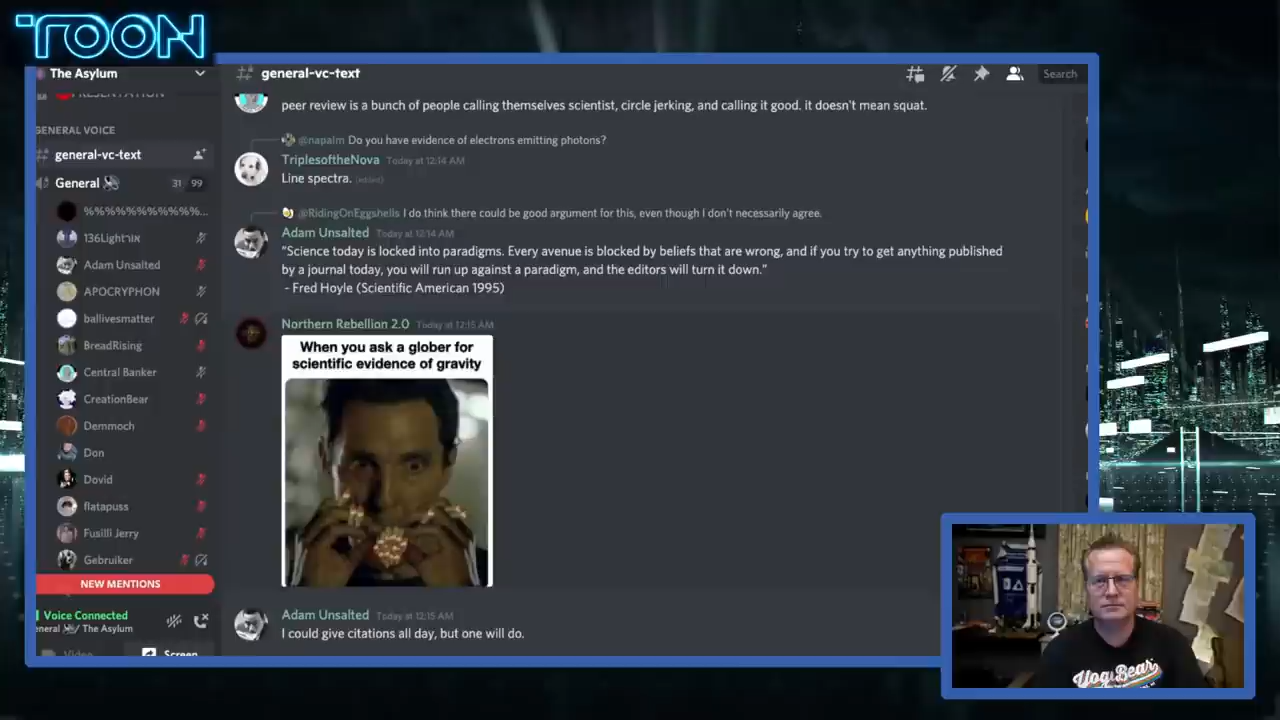 TOON
The Asylum
PRESENTATION
GENERAL VOICE
general-vc-text
General
31 99
%%%%%%%%%%%...
136Lightאור
Adam Unsalted
APOCRYPHON
ballivesmatter
BreadRising
Central Banker
CreationBear
Demmoch
Don
Dovid
flatapuss
Fusilli Jerry
Gebruiker
NEW MENTIONS
Voice Connected
eneral / The Asylum
Video
Screen
general-vc-text
Search
peer review is a bunch of people calling themselves scientist, circle jerking, and calling it good. it doesn't mean squat.
@napalm Do you have evidence of electrons emitting photons?
TriplesoftheNova Today at 12:14 AM
Line spectra. (edited)
@RidingOnEggshells I do think there could be good argument for this, even though I don't necessarily agree.
Adam Unsalted Today at 12:14 AM
"Science today is locked into paradigms. Every avenue is blocked by beliefs that are wrong, and if you try to get anything published
by a journal today, you will run up against a paradigm, and the editors will turn it down."
- Fred Hoyle (Scientific American 1995)
Northern Rebellion 2.0 Today at 12:15 AM
When you ask a glober for
scientific evidence of gravity
Adam Unsalted Today at 12:15 AM
I could give citations all day, but one will do.
Yogi Bear